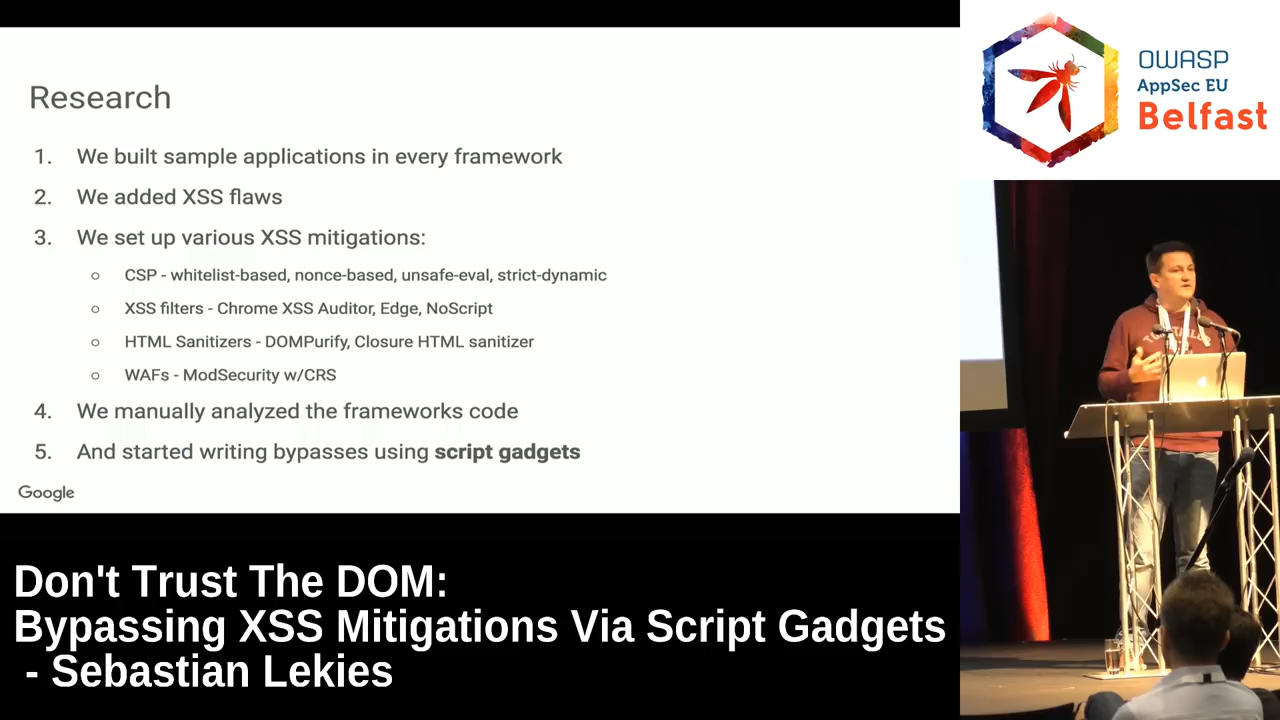 Research
1. We built sample applications in every framework
2. We added XSS flaws
3. We set up various XSS mitigations:
○ CSP - whitelist-based, nonce-based, unsafe-eval, strict-dynamic
○ XSS filters - Chrome XSS Auditor, Edge, NoScript
○ HTML Sanitizers - DOMPurify, Closure HTML sanitizer
○ WAFs - ModSecurity w/CRS
4. We manually analyzed the frameworks code
5. And started writing bypasses using script gadgets
Google
OWASP
AppSec EU
Belfast
Don't Trust The DOM:
Bypassing XSS Mitigations Via Script Gadgets
- Sebastian Lekies